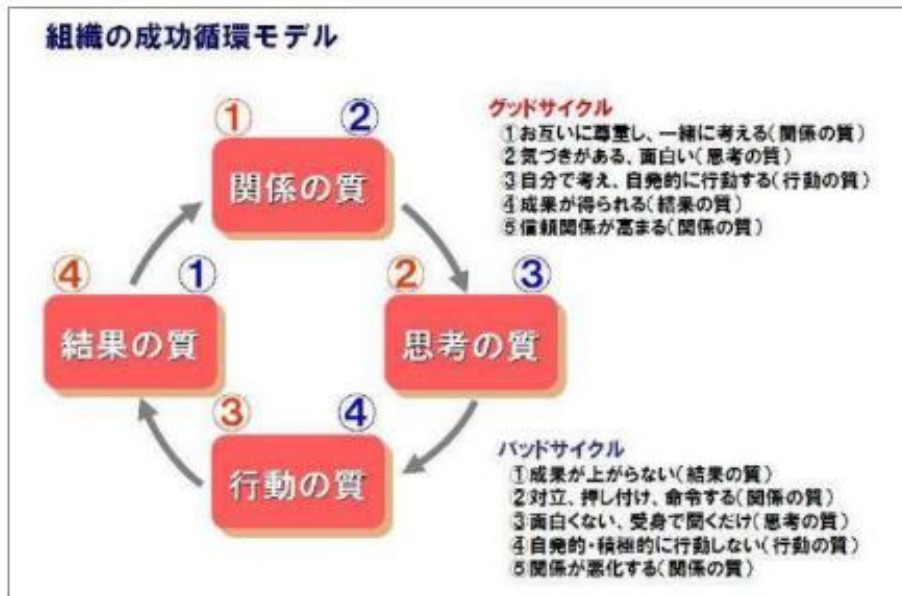 組織の成功循環モデル
① ②
関係の質
④ ①
結果の質
② ③
思考の質
③ ④
行動の質
グッドサイクル
①お互いに尊重し、一緒に考える(関係の質)
②気づきがある、面白い(思考の質)
③自分で考え、自発的に行動する(行動の質)
④成果が得られる(結果の質)
⑤信頼関係が高まる(関係の質)
バッドサイクル
①成果が上がらない(結果の質)
②対立、押し付け、命令する(関係の質)
③面白くない、受身で聞くだけ(思考の質)
④自発的・積極的に行動しない(行動の質)
⑤関係が悪化する(関係の質)